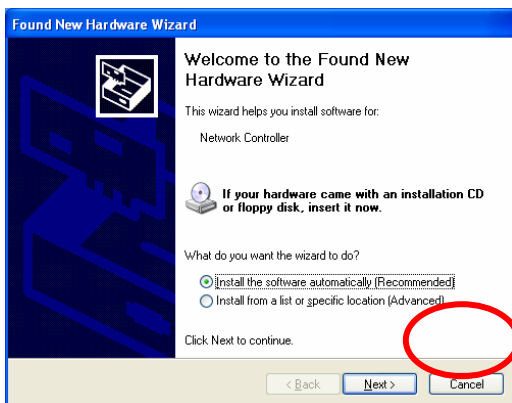 Found New Hardware Wizard
Welcome to the Found New
Hardware Wizard
This wizard helps you install software for:
Network Controller
If your hardware came with an installation CD
or floppy disk, insert it now.
What do you want the wizard to do?
Install the software automatically (Recommended)
Install from a list or specific location (Advanced)
Click Next to continue.
< Back Next > Cancel